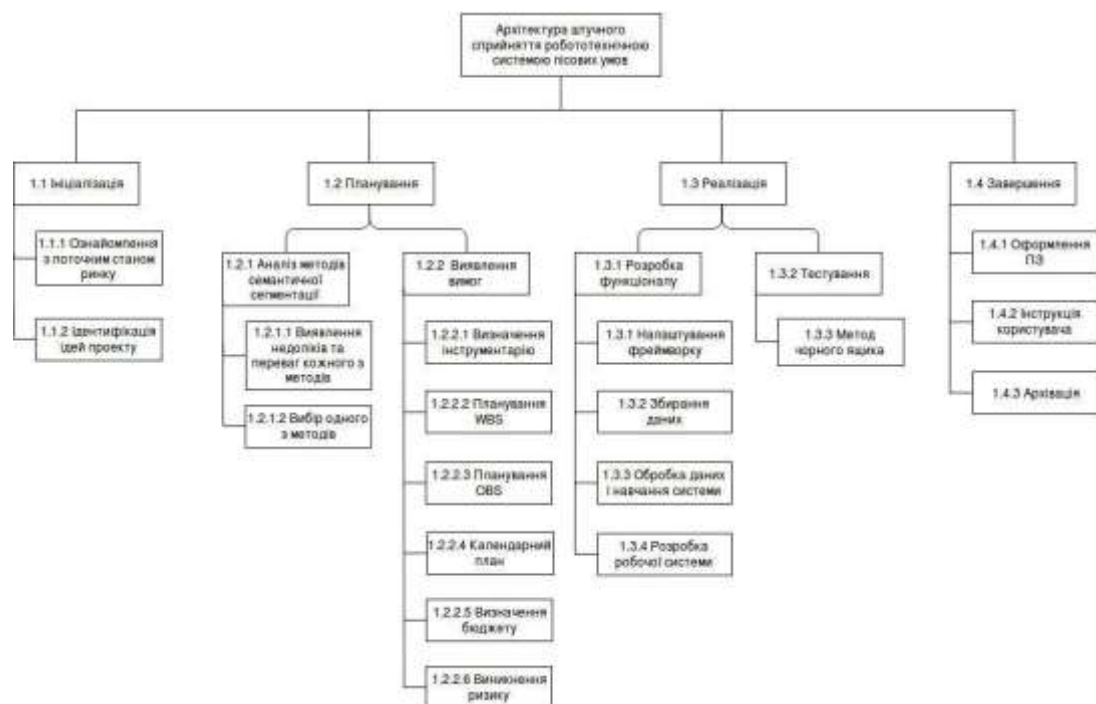 Архітектура штучного
сприйняття робототехнічною
системою лісових умов
1.1 Ініціалізація
1.2 Планування
1.3 Реалізація
1.4 Завершення
1.1.1 Ознайомлення
з поточним станом
ринку
1.1.2 Ідентифікація
ідей проекту
1.2.1 Аналіз методів
семантичної
сегментації
1.2.1.1 Виявлення
недоліків та
переваг кожного з
методів
1.2.1.2 Вибір одного
з методів
1.2.2 Виявлення
вимог
1.2.2.1 Визначення
інструментарію
1.2.2.2 Планування
WBS
1.2.2.3 Планування
OBS
1.2.2.4 Календарний
план
1.2.2.5 Визначення
бюджету
1.2.2.6 Виникнення
ризику
1.3.1 Розробка
функціоналу
1.3.1 Налаштування
фреймворку
1.3.2 Збирання
даних
1.3.3 Обробка даних
і навчання системи
1.3.4 Розробка
робочої системи
1.3.2 Тестування
1.3.3 Метод
чорного ящика
1.4.1 Оформлення
ПЗ
1.4.2 Інструкція
користувача
1.4.3 Архівація